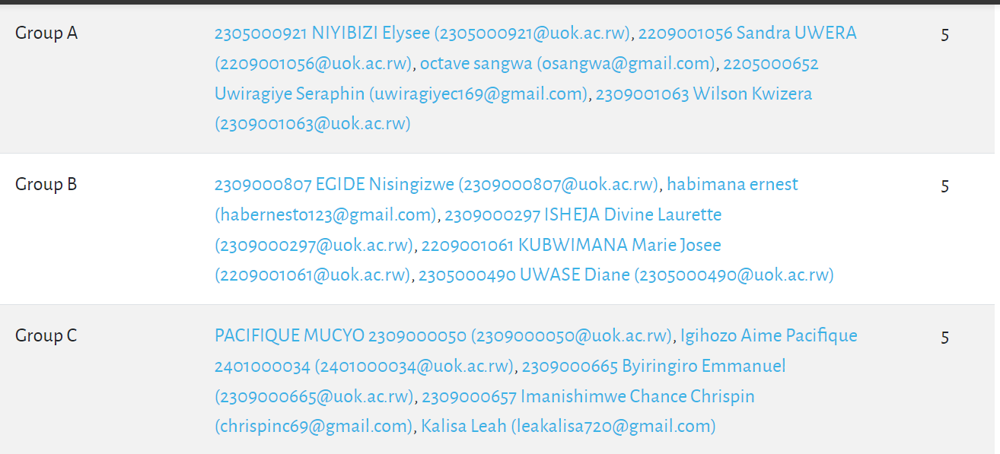 Group A 2305000921 NIYIBIZI Elysee (2305000921@uok.ac.rw), 2209001056 Sandra UWERA 5
(2209001056@uok.ac.rw), octave sangwa (osangwa@gmail.com), 2205000652
Uwiragiye Seraphin (uwiragiyec169@gmail.com), 2309001063 Wilson Kwizera
(2309001063@uok.ac.rw)
Group B 2309000807 EGIDE Nisingizwe (2309000807@uok.ac.rw), habimana ernest 5
(habernesto123@gmail.com), 2309000297 ISHEJA Divine Laurette
(2309000297@uok.ac.rw), 2209001061 KUBWIMANA Marie Josee
(2209001061@uok.ac.rw), 2305000490 UWASE Diane (2305000490@uok.ac.rw)
Group C PACIFIQUE MUCYO 2309000050 (2309000050@uok.ac.rw), Igihozo Aime Pacifique 5
2401000034 (2401000034@uok.ac.rw), 2309000665 Byiringiro Emmanuel
(2309000665@uok.ac.rw), 2309000657 Imanishimwe Chance Chrispin
(chrispinc69@gmail.com), Kalisa Leah (leakalisa720@gmail.com)